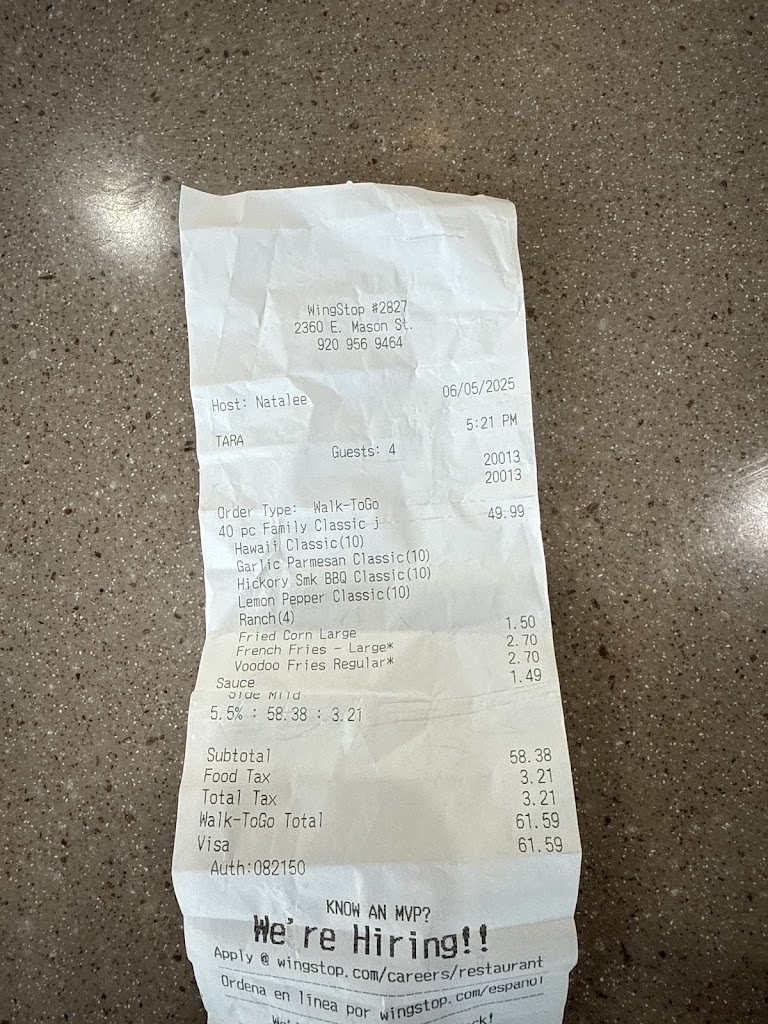 WingStop #2827
2360 E. Mason St.
920 956 9464
Host: Natalee 06/05/2025
TARA 5:21 PM
Guests: 4 20013
20013
Order Type: Walk-ToGo
40 pc Family Classic j 49.99
Hawaii Classic(10)
Garlic Parmesan Classic(10)
Hickory Smk BBQ Classic(10)
Lemon Pepper Classic(10)
Ranch(4)
Fried Corn Large 1.50
French Fries - Large* 2.70
Voodoo Fries Regular* 2.70
Sauce 1.49
Side Mild
5.5% : 58.38 : 3.21
Subtotal 58.38
Food Tax 3.21
Total Tax 3.21
Walk-ToGo Total 61.59
Visa 61.59
Auth:082150
KNOW AN MVP?
We're Hiring!!
Apply @ wingstop.com/careers/restaurant
Ordena en línea por wingstop.com/espanol